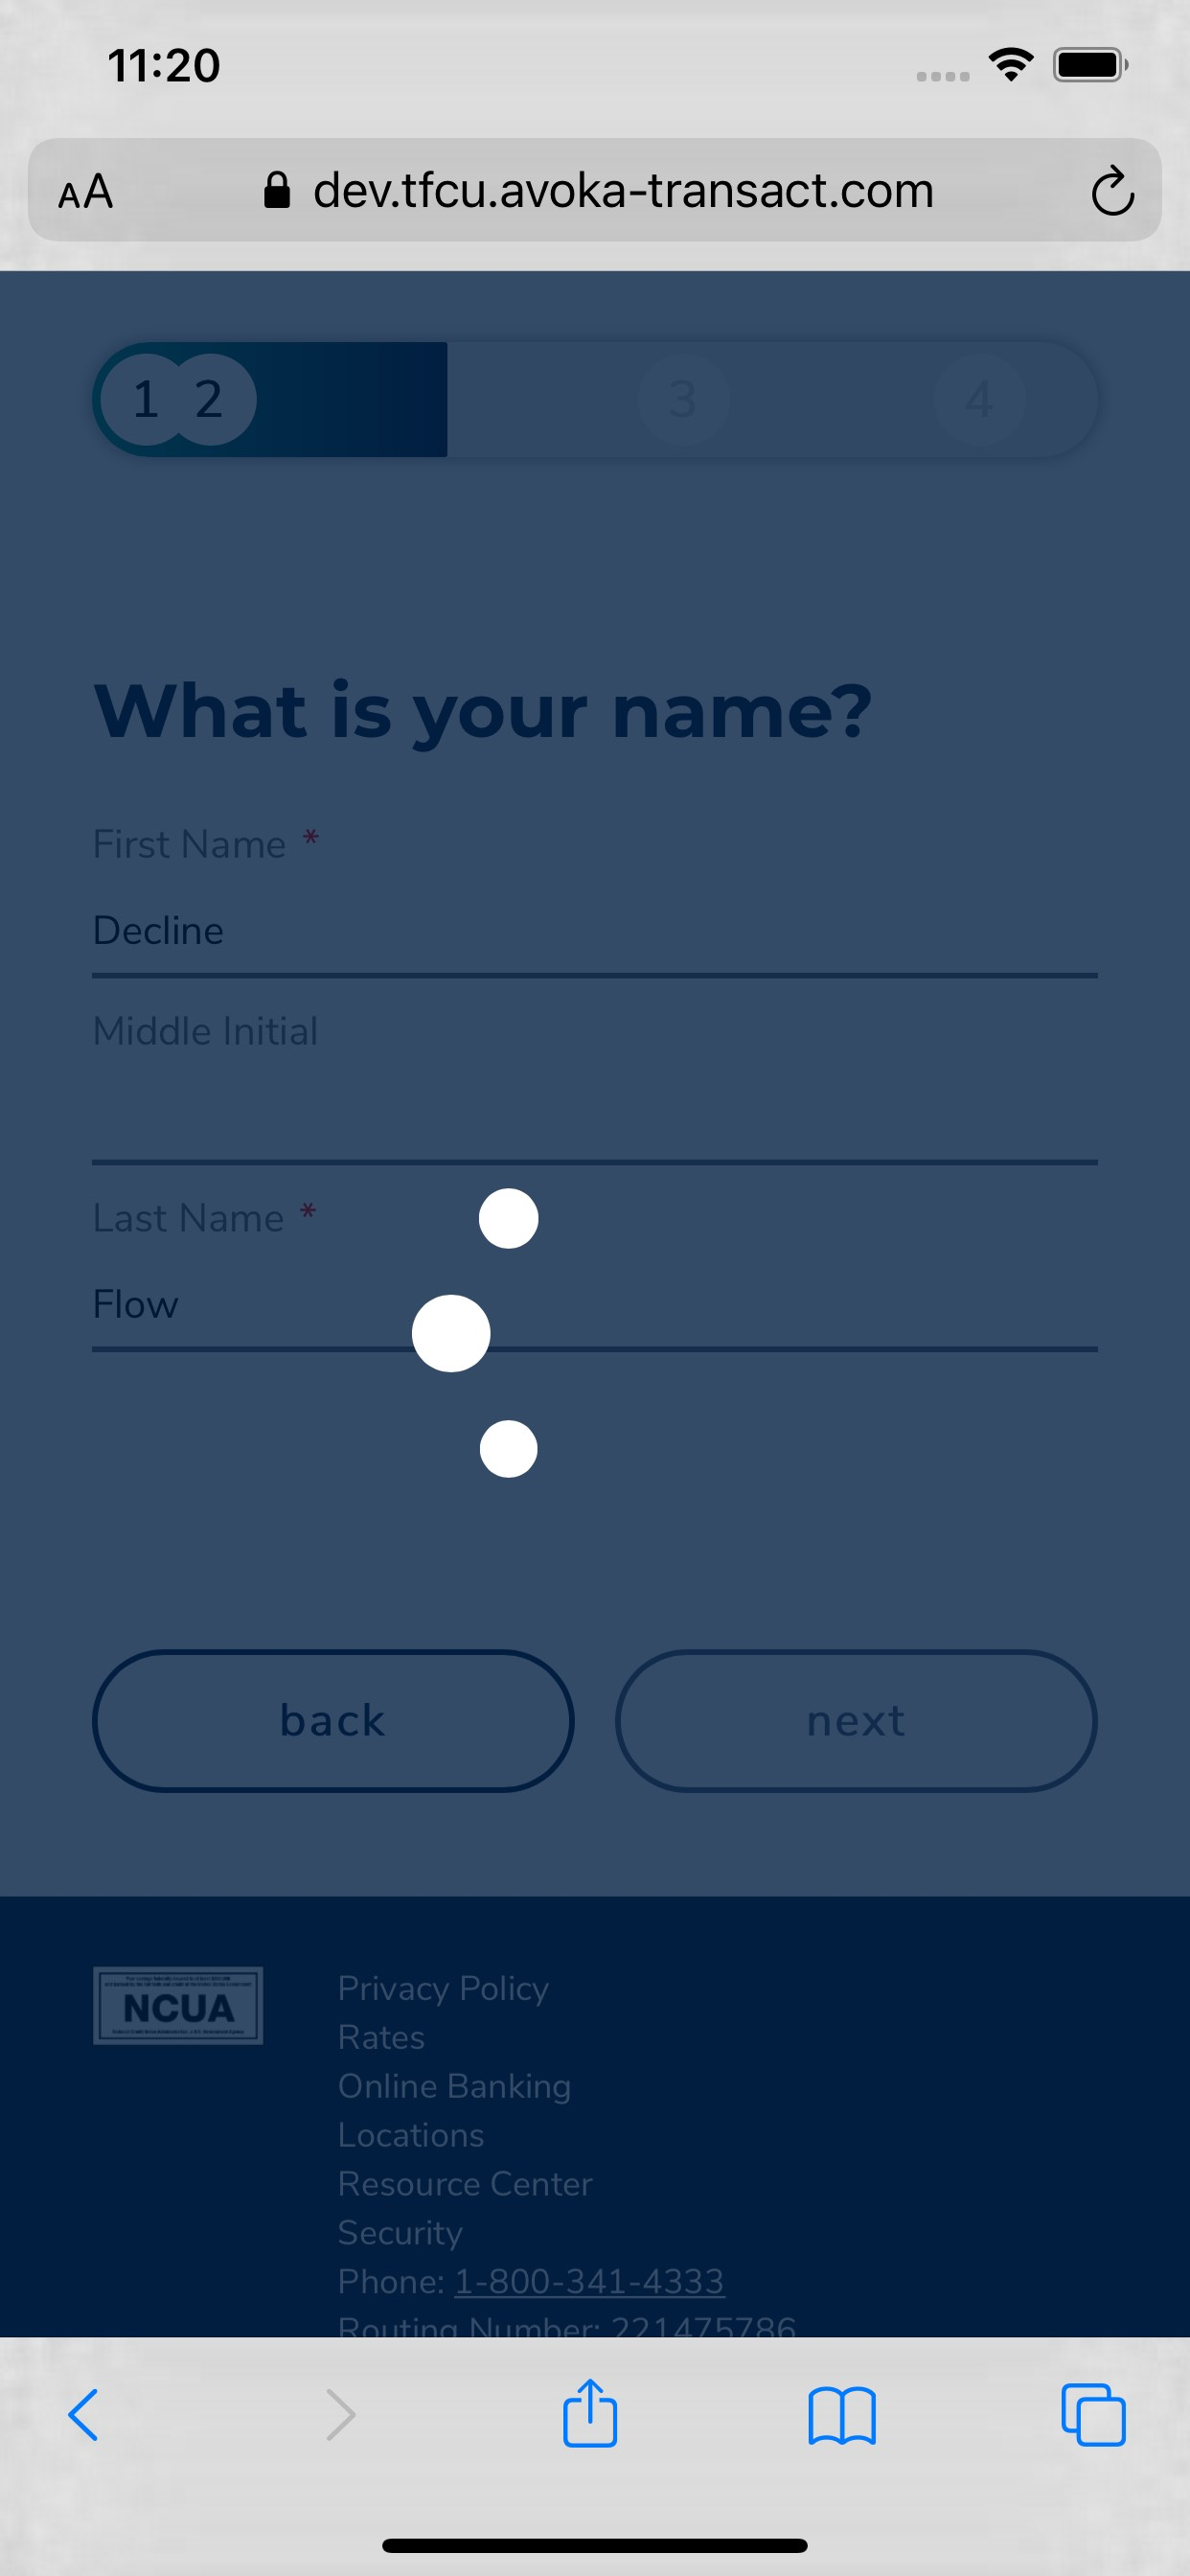 11:20
AA dev.tfcu.avoka-transact.com
1 2 3 4
What is your name?
First Name *
Decline
Middle Initial
Last Name *
Flow
back next
NCUA
Privacy Policy
Rates
Online Banking
Locations
Resource Center
Security
Phone: 1-800-341-4333
Routing Number: 221475786